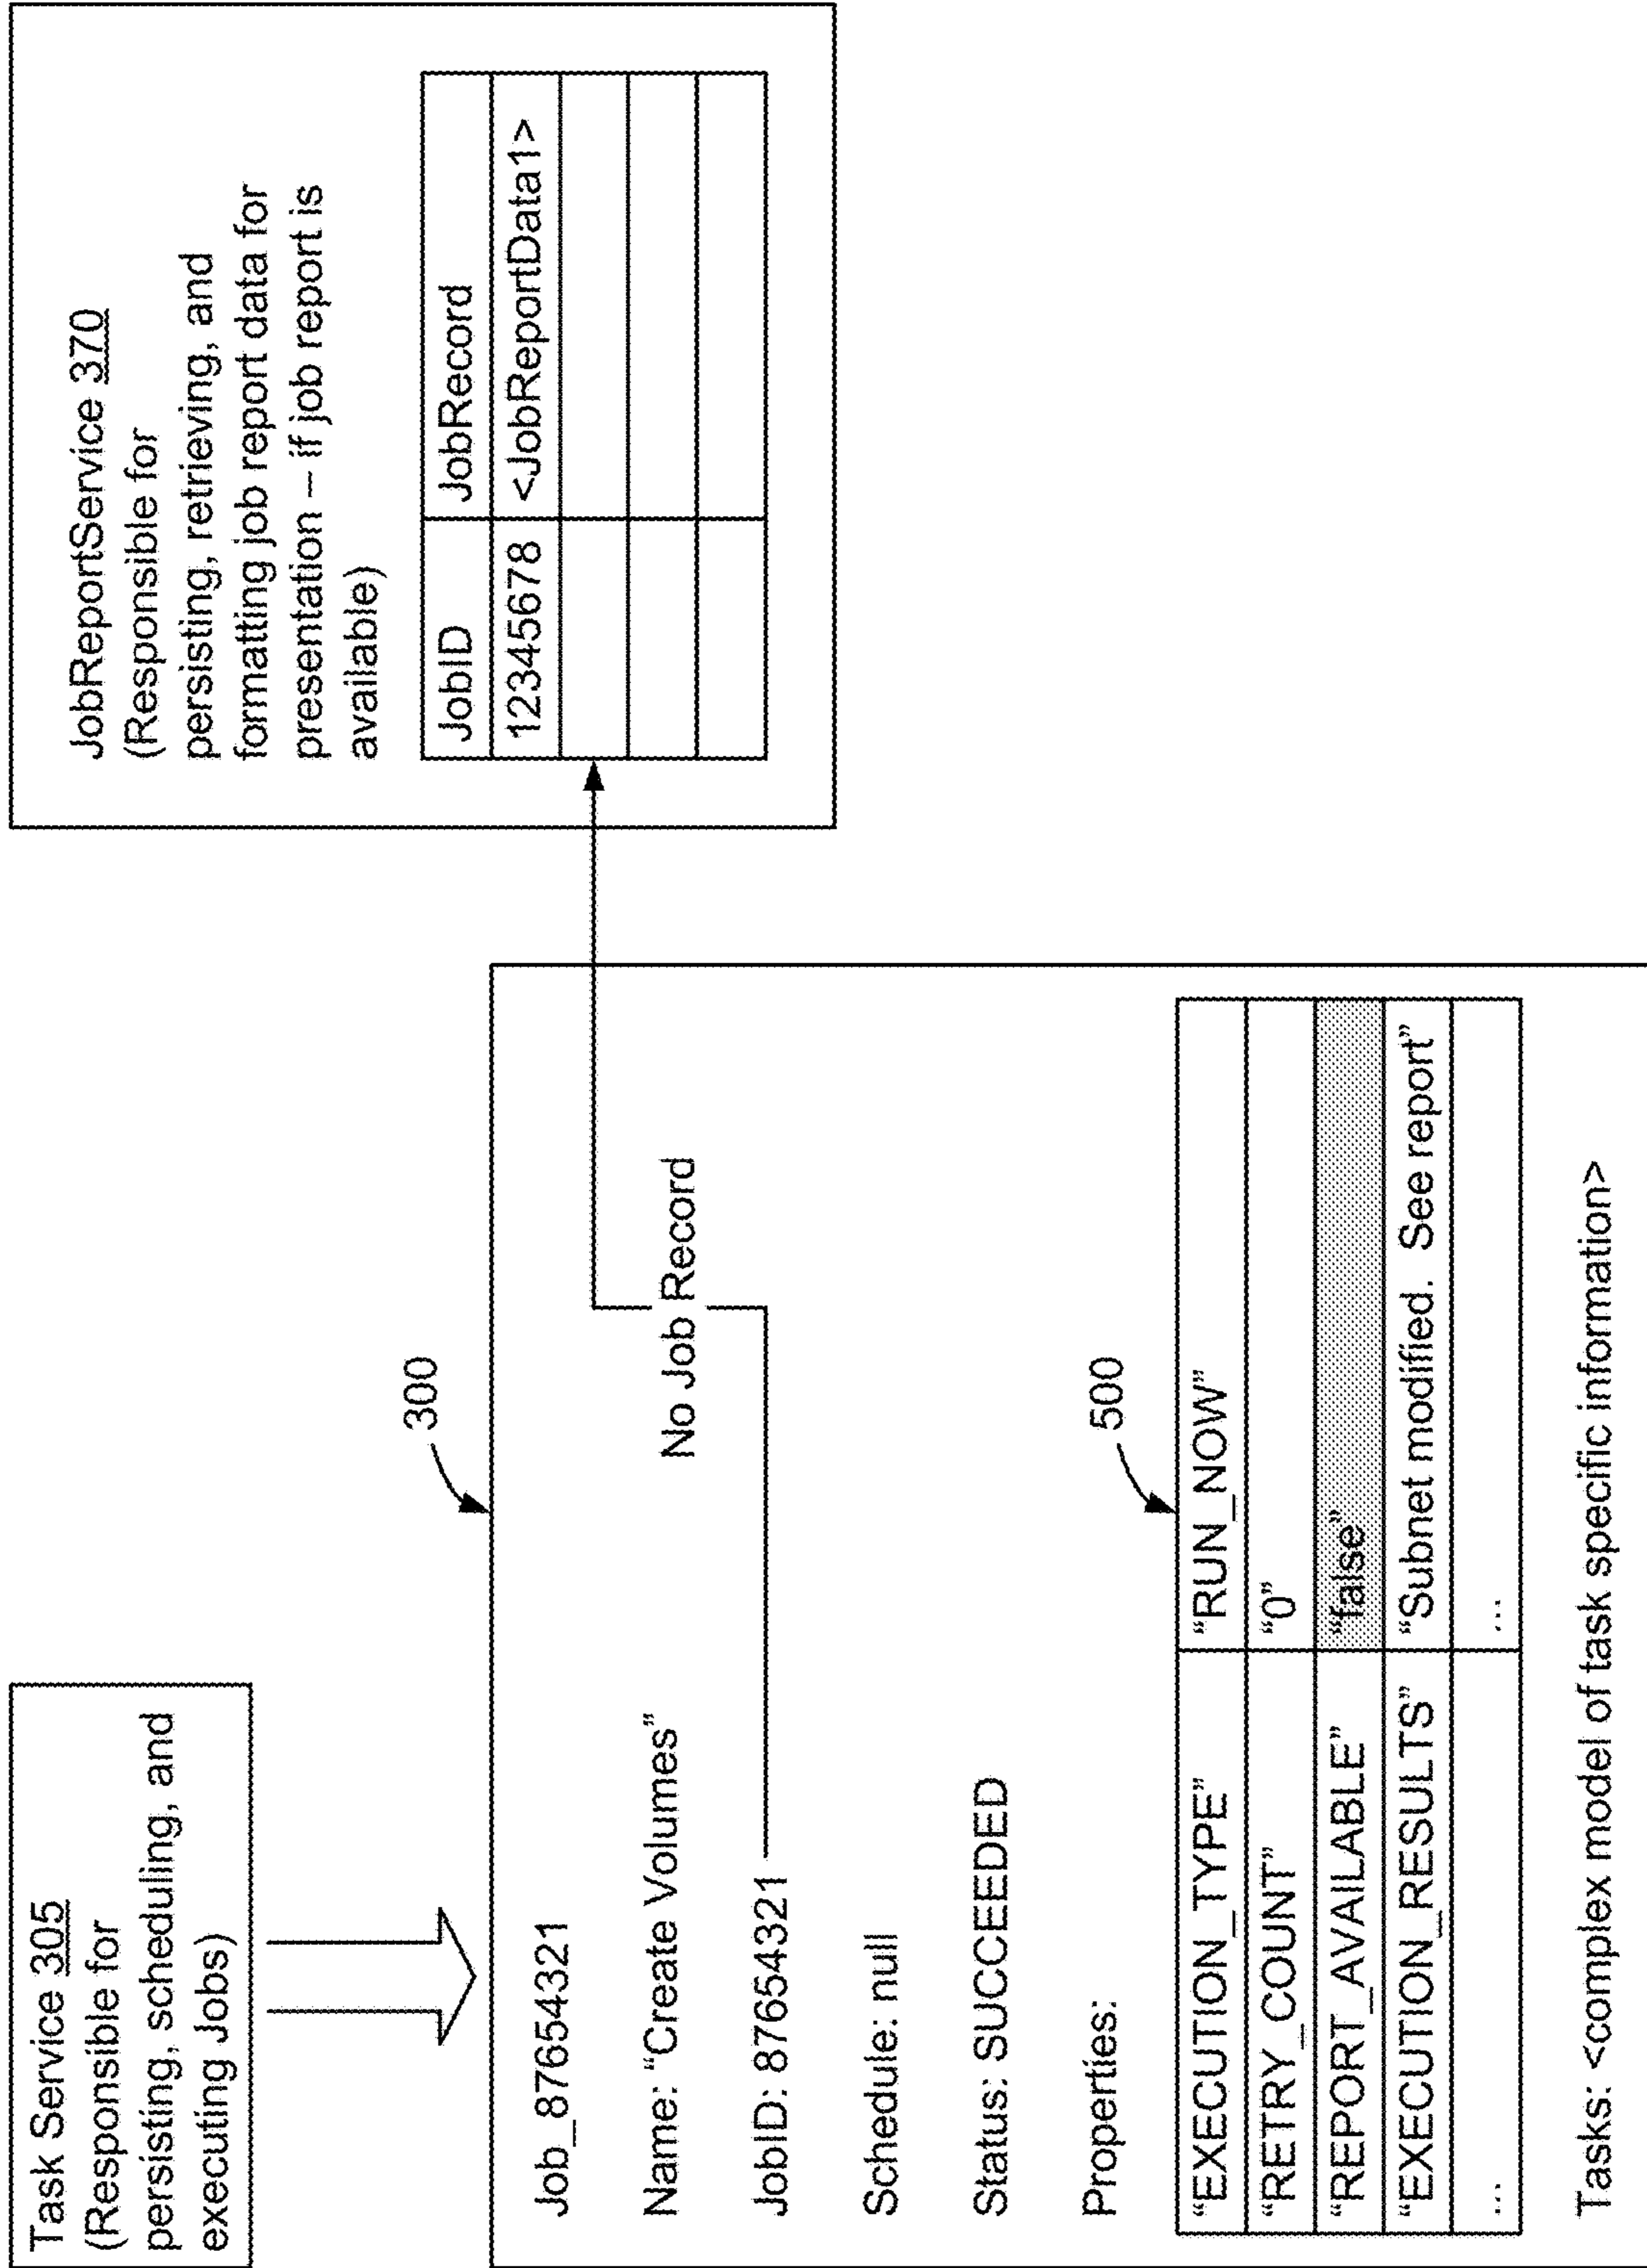 Task Service 305
(Responsible for
persisting, scheduling, and
executing Jobs)
JobReportService 370
(Responsible for
persisting, retrieving, and
formatting job report data for
presentation – if job report is
available)
JobID JobRecord
12345678 <JobReportData1>
300
Job_87654321
Name: “Create Volumes”
No Job Record
JobID: 87654321
Schedule: null
Status: SUCCEEDED
Properties:
500
“EXECUTION_TYPE” “RUN_NOW”
“RETRY_COUNT” “0”
“REPORT_AVAILABLE” “false”
“EXECUTION_RESULTS” “Subnet modified. See report”
... ...
Tasks: <complex model of task specific information>